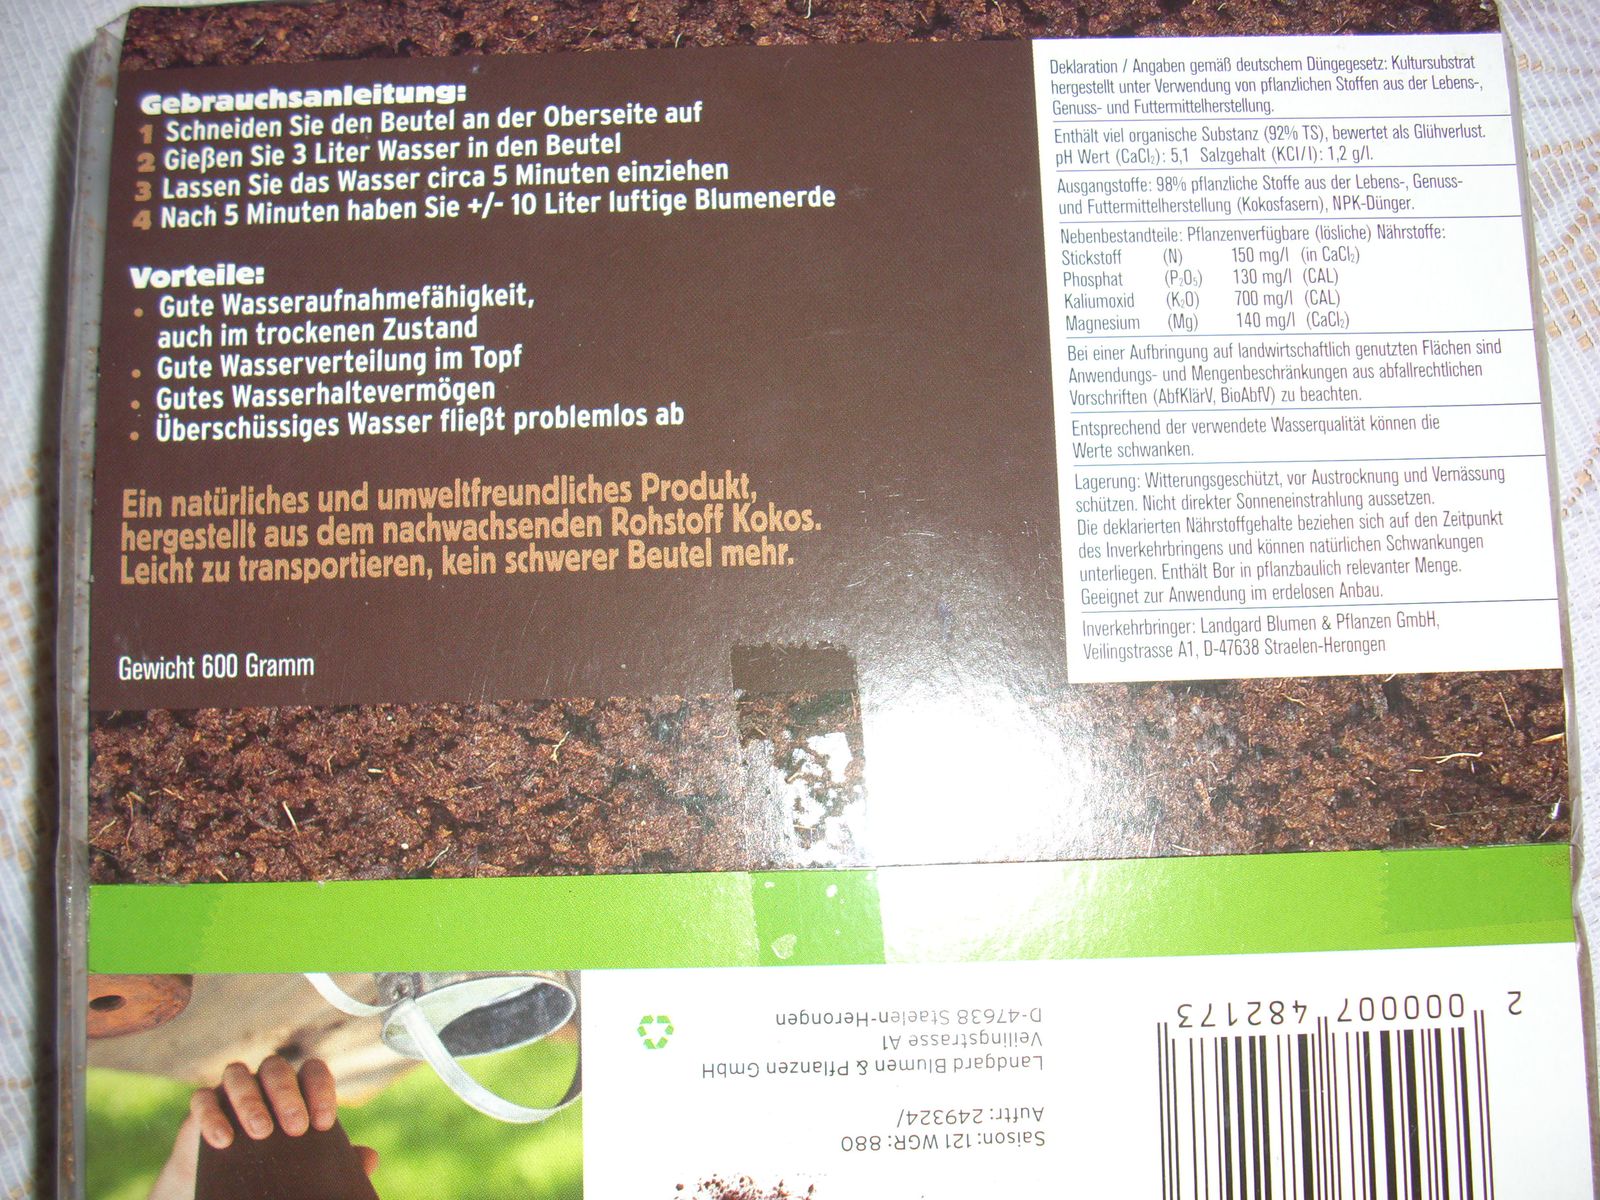 Gebrauchsanleitung:
1 Schneiden Sie den Beutel an der Oberseite auf
2 Gießen Sie 3 Liter Wasser in den Beutel
3 Lassen Sie das Wasser circa 5 Minuten einziehen
4 Nach 5 Minuten haben Sie +/- 10 Liter luftige Blumenerde
Vorteile:
• Gute Wasseraufnahmefähigkeit,
auch im trockenen Zustand
• Gute Wasserverteilung im Topf
• Gutes Wasserhaltevermögen
• Überschüssiges Wasser fließt problemlos ab
Ein natürliches und umweltfreundliches Produkt,
hergestellt aus dem nachwachsenden Rohstoff Kokos.
Leicht zu transportieren, kein schwerer Beutel mehr.
Gewicht 600 Gramm
Deklaration / Angaben gemäß deutschem Düngegesetz: Kultursubstrat
hergestellt unter Verwendung von pflanzlichen Stoffen aus der Lebens-,
Genuss- und Futtermittelherstellung.
Enthält viel organische Substanz (92% TS), bewertet als Glühverlust.
pH Wert (CaCl₂): 5,1 Salzgehalt (KCl/l): 1,2 g/l.
Ausgangstoffe: 98% pflanzliche Stoffe aus der Lebens-, Genuss-
und Futtermittelherstellung (Kokosfasern), NPK-Dünger.
Nebenbestandteile: Pflanzenverfügbare (lösliche) Nährstoffe:
Stickstoff (N) 150 mg/l (in CaCl₂)
Phosphat (P₂O₅) 130 mg/l (CAL)
Kaliumoxid (K₂O) 700 mg/l (CAL)
Magnesium (Mg) 140 mg/l (CaCl₂)
Bei einer Aufbringung auf landwirtschaftlich genutzten Flächen sind
Anwendungs- und Mengenbeschränkungen aus abfallrechtlichen
Vorschriften (AbfKlärV, BioAbfV) zu beachten.
Entsprechend der verwendete Wasserqualität können die
Werte schwanken.
Lagerung: Witterungsgeschützt, vor Austrocknung und Vernässung
schützen. Nicht direkter Sonneneinstrahlung aussetzen.
Die deklarierten Nährstoffgehalte beziehen sich auf den Zeitpunkt
des Inverkehrbringens und können natürlichen Schwankungen
unterliegen. Enthält Bor in pflanzbaulich relevanter Menge.
Geeignet zur Anwendung im erdelosen Anbau.
Inverkehrbringer: Landgard Blumen & Pflanzen GmbH,
Veilingstrasse A1, D-47638 Straelen-Herongen
2 000007 482173
Saison: 121 WGR: 880
Auftr: 249324/
Landgard Blumen & Pflanzen GmbH
Veilingstrasse A1
D-47638 Staelen-Herongen